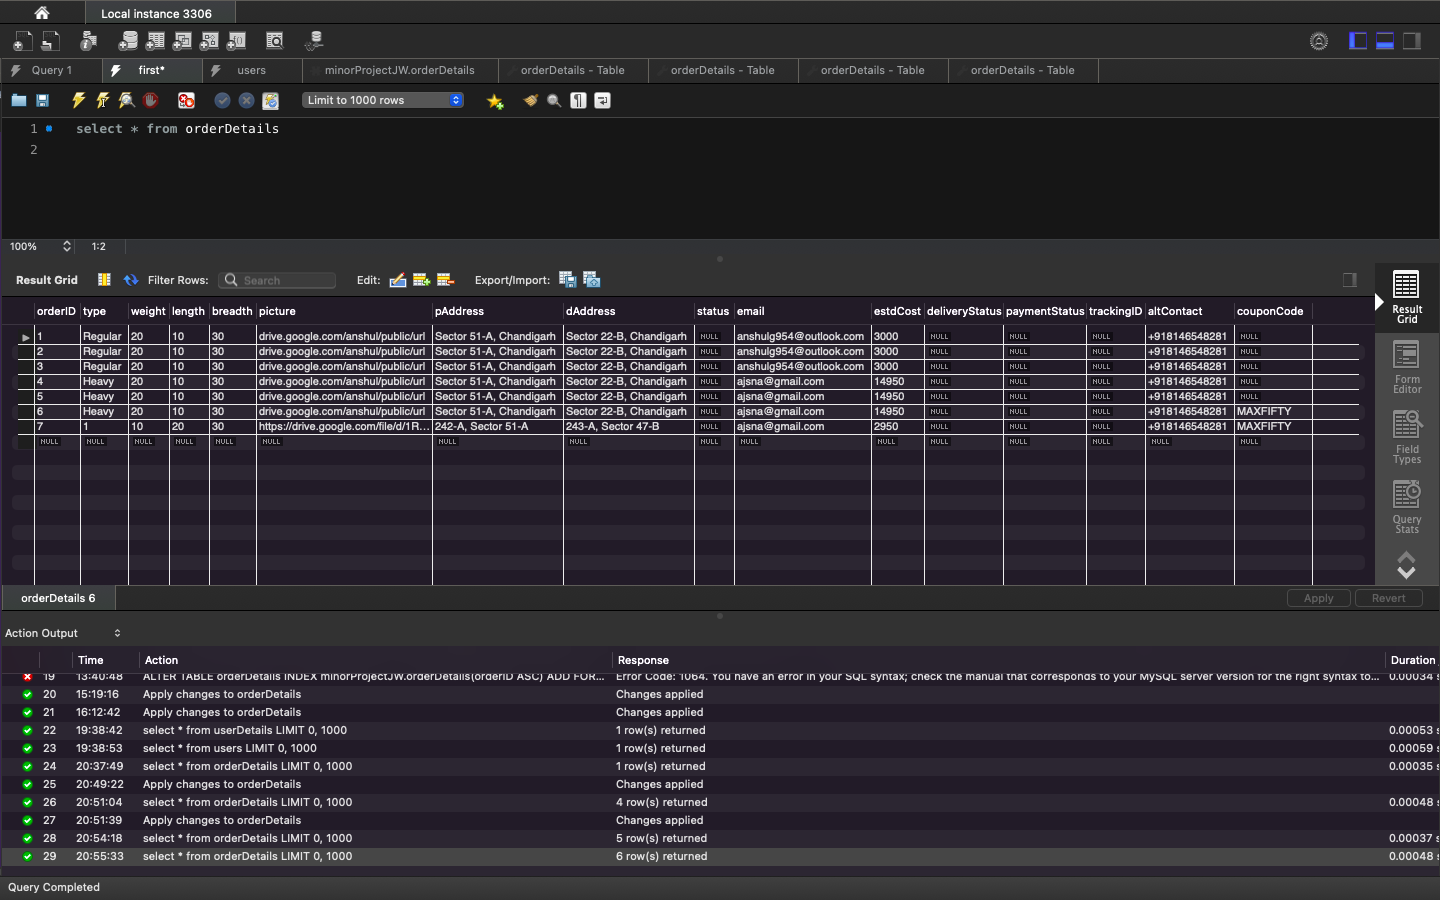 Local instance 3306
Query 1 first* users minorProjectJW.orderDetails orderDetails - Table orderDetails - Table orderDetails - Table orderDetails - Table
Limit to 1000 rows
1 select * from orderDetails
2
100% 1:2
Result Grid Filter Rows: Search Edit: Export/Import:
orderID type weight length breadth picture pAddress dAddress status email estdCost deliveryStatus paymentStatus trackingID altContact couponCode
1 Regular 20 10 30 drive.google.com/anshul/public/url Sector 51-A, Chandigarh Sector 22-B, Chandigarh NULL anshulg954@outlook.com 3000 NULL NULL NULL +918146548281 NULL
2 Regular 20 10 30 drive.google.com/anshul/public/url Sector 51-A, Chandigarh Sector 22-B, Chandigarh NULL anshulg954@outlook.com 3000 NULL NULL NULL +918146548281 NULL
3 Regular 20 10 30 drive.google.com/anshul/public/url Sector 51-A, Chandigarh Sector 22-B, Chandigarh NULL anshulg954@outlook.com 3000 NULL NULL NULL +918146548281 NULL
4 Heavy 20 10 30 drive.google.com/anshul/public/url Sector 51-A, Chandigarh Sector 22-B, Chandigarh NULL ajsna@gmail.com 14950 NULL NULL NULL +918146548281 NULL
5 Heavy 20 10 30 drive.google.com/anshul/public/url Sector 51-A, Chandigarh Sector 22-B, Chandigarh NULL ajsna@gmail.com 14950 NULL NULL NULL +918146548281 NULL
6 Heavy 20 10 30 drive.google.com/anshul/public/url Sector 51-A, Chandigarh Sector 22-B, Chandigarh NULL ajsna@gmail.com 14950 NULL NULL NULL +918146548281 MAXFIFTY
7 1 10 20 30 https://drive.google.com/file/d/1R... 242-A, Sector 51-A 243-A, Sector 47-B NULL ajsna@gmail.com 2950 NULL NULL NULL +918146548281 MAXFIFTY
NULL NULL NULL NULL NULL NULL NULL NULL NULL NULL NULL NULL NULL NULL NULL NULL
Result
Grid
Form
Editor
Field
Types
Query
Stats
orderDetails 6 Apply Revert
Action Output
Time Action Response Duration
19 13:40:48 ALTER TABLE orderDetails INDEX minorProjectJW.orderDetails(orderID ASC) ADD FOR... Error Code: 1064. You have an error in your SQL syntax; check the manual that corresponds to your MySQL server version for the right syntax to... 0.00034 s
20 15:19:16 Apply changes to orderDetails Changes applied
21 16:12:42 Apply changes to orderDetails Changes applied
22 19:38:42 select * from userDetails LIMIT 0, 1000 1 row(s) returned 0.00053 s
23 19:38:53 select * from users LIMIT 0, 1000 1 row(s) returned 0.00059 s
24 20:37:49 select * from orderDetails LIMIT 0, 1000 1 row(s) returned 0.00035 s
25 20:49:22 Apply changes to orderDetails Changes applied
26 20:51:04 select * from orderDetails LIMIT 0, 1000 4 row(s) returned 0.00048 s
27 20:51:39 Apply changes to orderDetails Changes applied
28 20:54:18 select * from orderDetails LIMIT 0, 1000 5 row(s) returned 0.00037 s
29 20:55:33 select * from orderDetails LIMIT 0, 1000 6 row(s) returned 0.00048 s
Query Completed